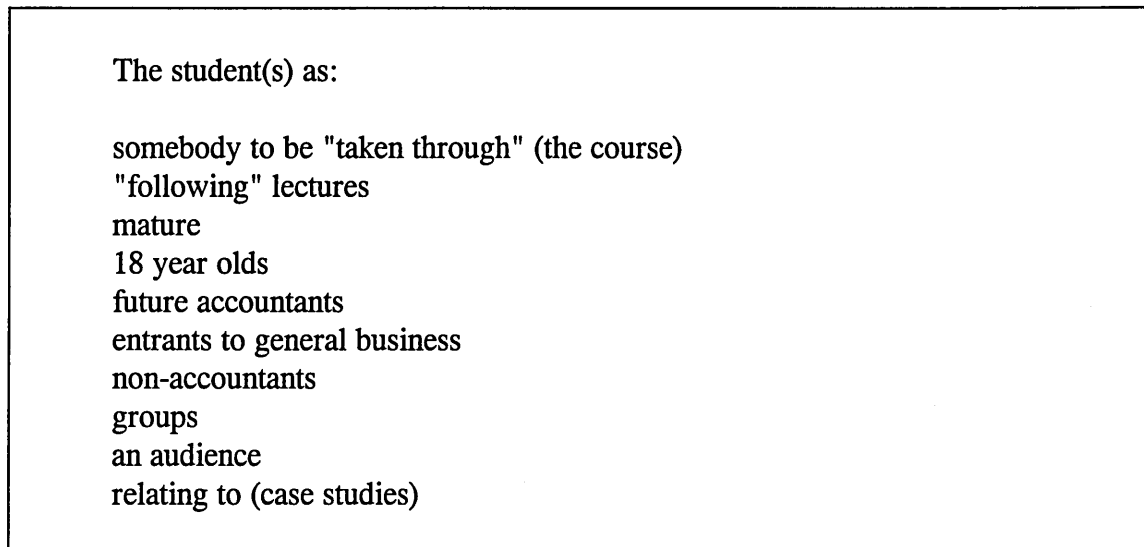 The student(s) as:
somebody to be "taken through" (the course)
"following" lectures
mature
18 year olds
future accountants
entrants to general business
non-accountants
groups
an audience
relating to (case studies)